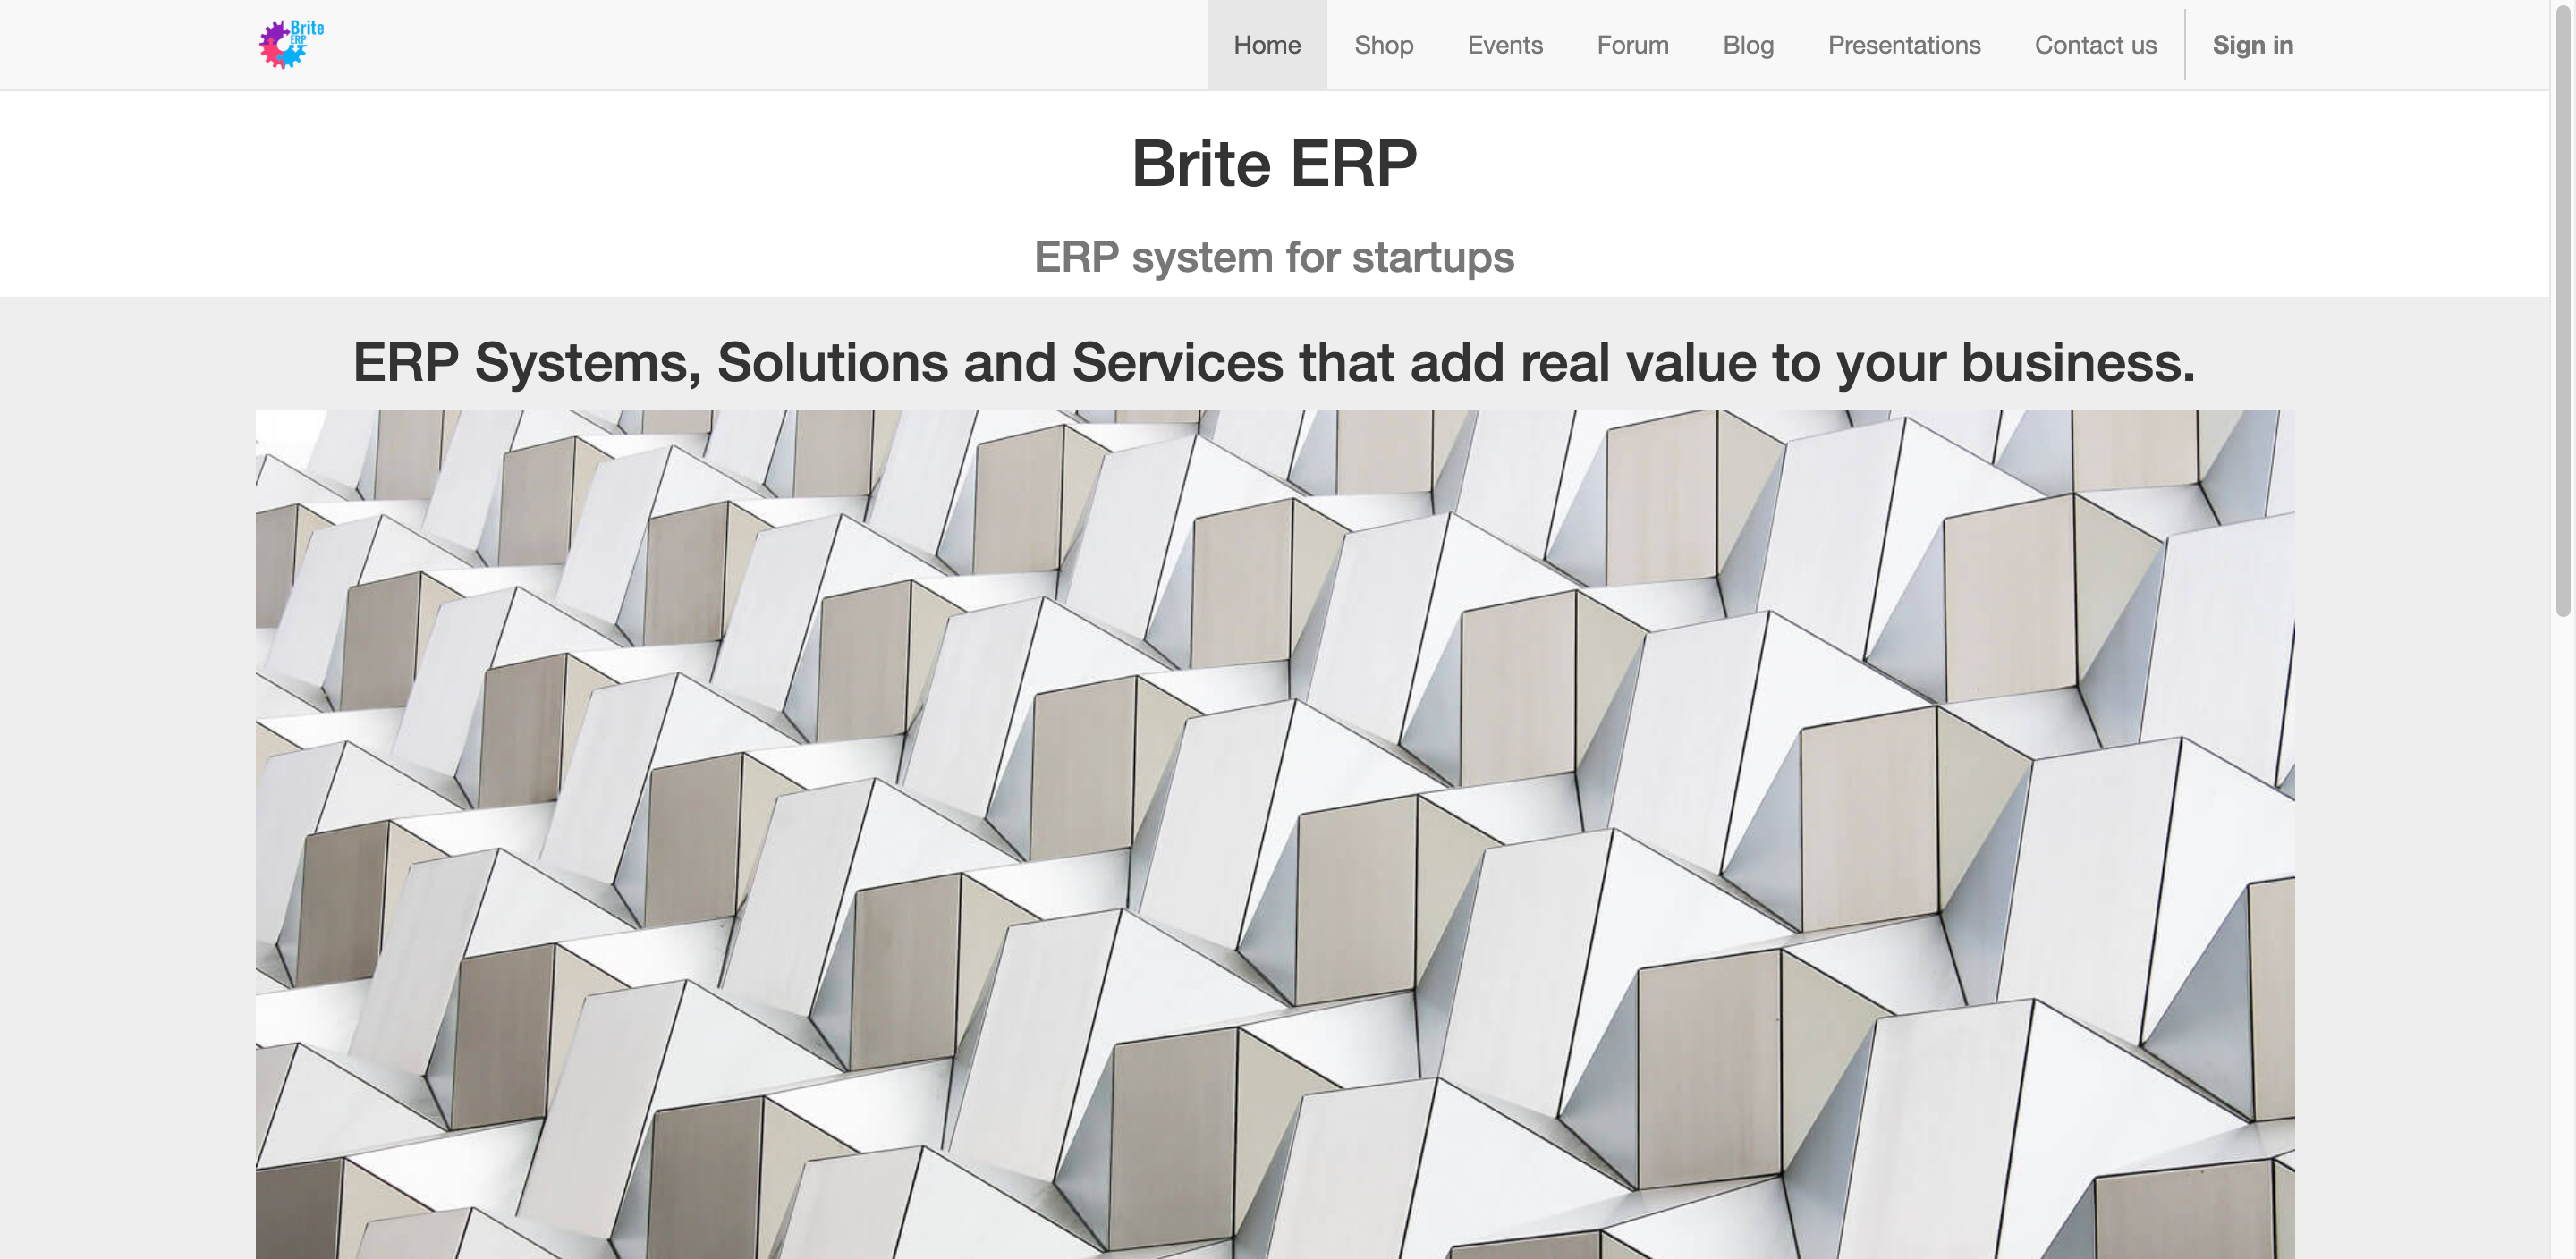 Brite
ERP
Home Shop Events Forum Blog Presentations Contact us Sign in
Brite ERP
ERP system for startups
ERP Systems, Solutions and Services that add real value to your business.